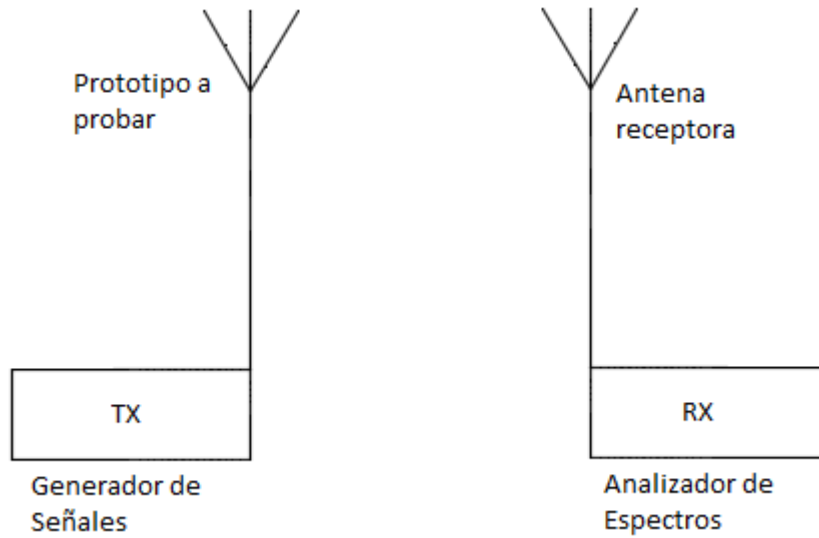 Prototipo a
probar
Antena
receptora
TX
RX
Generador de
Señales
Analizador de
Espectros